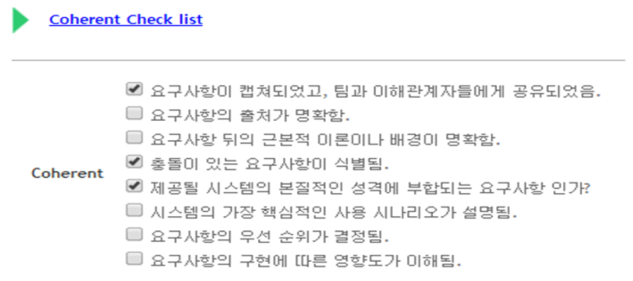 Coherent Check list
요구사항이 캡쳐되었고, 팀과 이해관계자들에게 공유되었음.
요구사항의 출처가 명확함.
요구사항 뒤의 근본적 이론이나 배경이 명확함.
Coherent
충돌이 있는 요구사항이 식별됨.
제공될 시스템의 본질적인 성격에 부합되는 요구사항 인가?
시스템의 가장 핵심적인 사용 시나리오가 설명됨.
요구사항의 우선 순위가 결정됨.
요구사항의 구현에 따른 영향도가 이해됨.